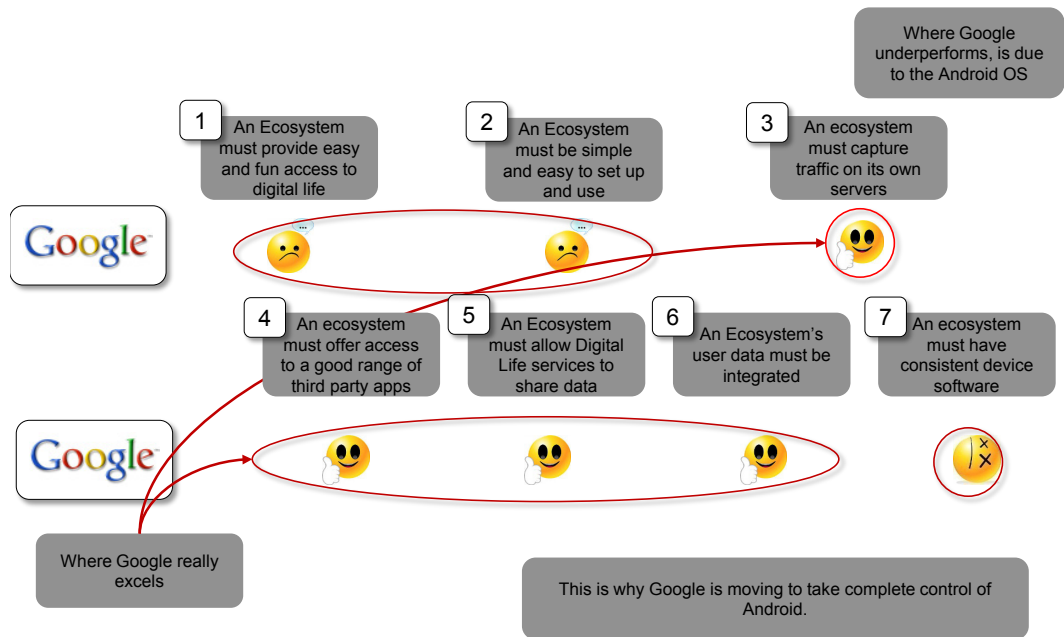 Where Google
underperforms, is due
to the Android OS
1
An Ecosystem
must provide easy
and fun access to
digital life
2
An Ecosystem
must be simple
and easy to set up
and use
3
An ecosystem
must capture
traffic on its own
servers
Google™
...
...
4
An ecosystem
must offer access
to a good range of
third party apps
5
An Ecosystem
must allow Digital
Life services to
share data
6
An Ecosystem's
user data must be
integrated
7
An ecosystem
must have
consistent device
software
Google™
Where Google really
excels
This is why Google is moving to take complete control of
Android.